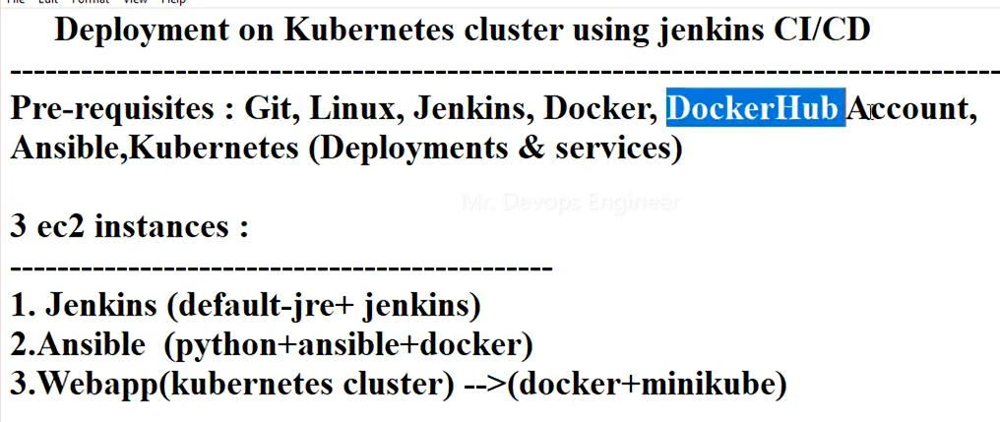 Deployment on Kubernetes cluster using jenkins CI/CD
--------------------------------------------------------------------------------------
Pre-requisites : Git, Linux, Jenkins, Docker, DockerHub Account,
Ansible,Kubernetes (Deployments & services)
Mr. Devops Engineer
3 ec2 instances :
----------------------------------------------
1. Jenkins (default-jre+ jenkins)
2.Ansible (python+ansible+docker)
3.Webapp(kubernetes cluster) -->(docker+minikube)